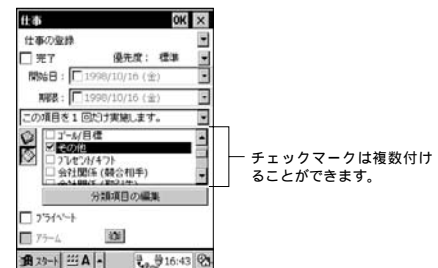 仕事 OK ×
仕事の登録
完了 優先度: 標準
開始日: 1998/10/16 (金)
期限: 1998/10/16 (金)
この項目を1回だけ実施します。
ゴール/目標
その他
プレゼント/ギフト
会社関係 (競合相手)
チェックマークは複数付け
ることができます。
分類項目の編集
プライベート
アラーム
スタート A 16:43